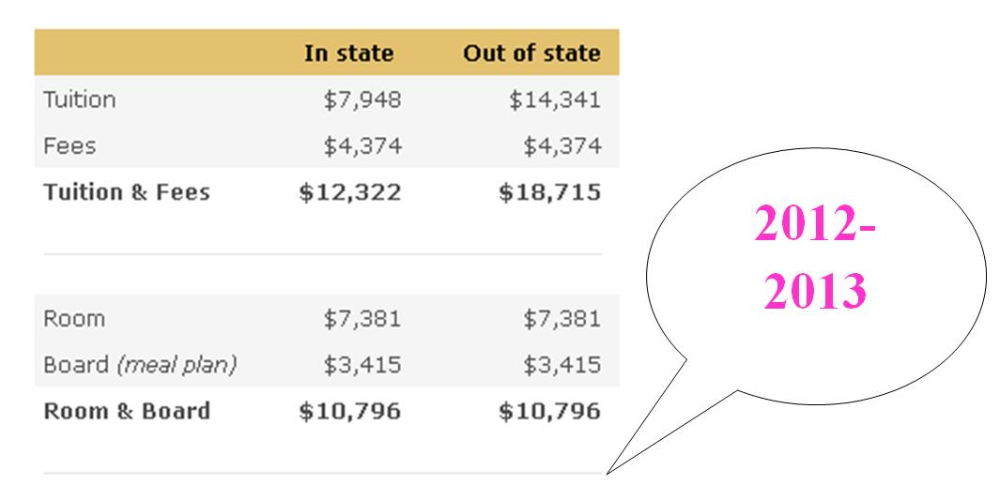 In state Out of state
Tuition $7,948 $14,341
Fees $4,374 $4,374
Tuition & Fees $12,322 $18,715
Room $7,381 $7,381
Board (meal plan) $3,415 $3,415
Room & Board $10,796 $10,796
2012-
2013